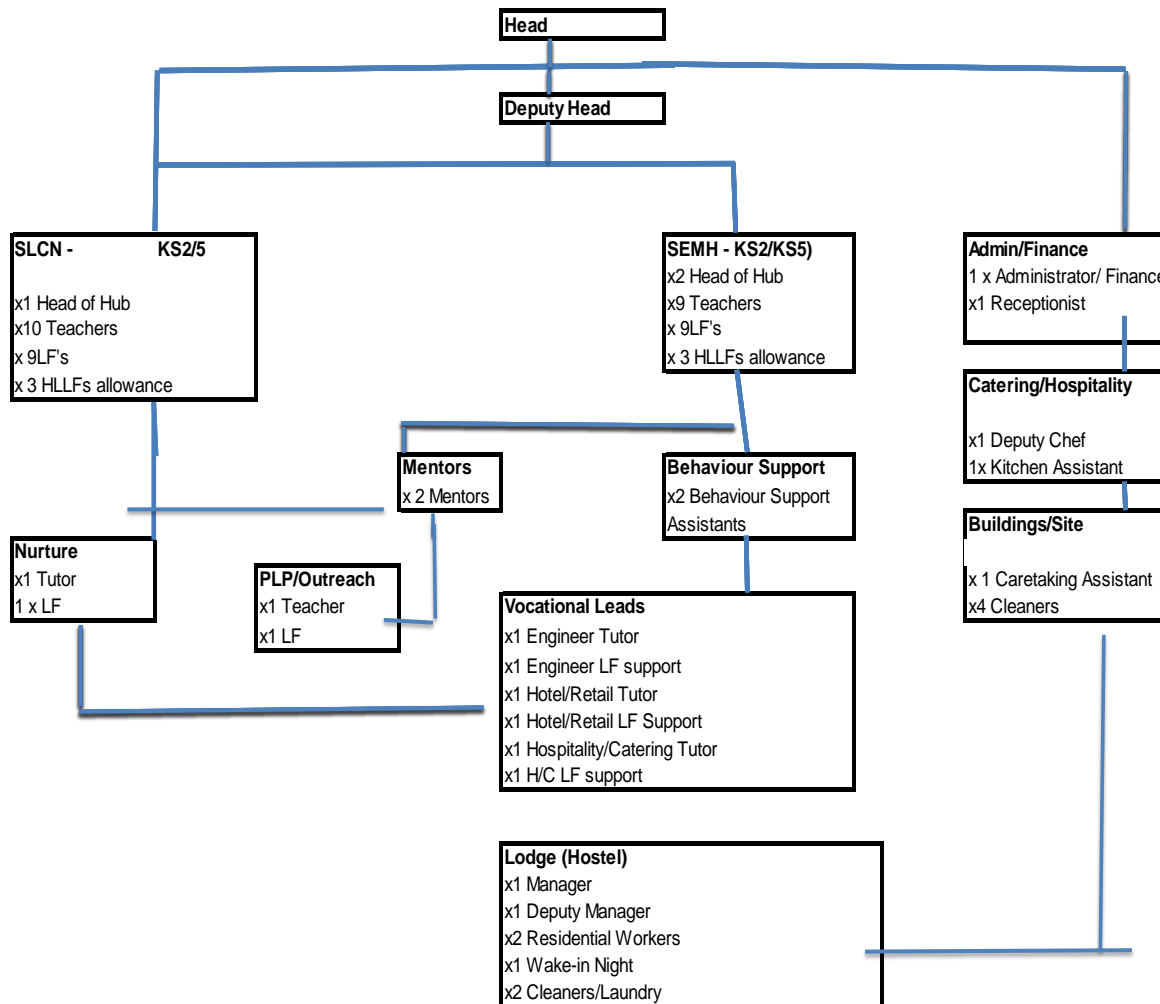 Head
Deputy Head
SLCN - KS2/5
x1 Head of Hub
x10 Teachers
x 9LF's
x 3 HLLFs allowance
SEMH - KS2/KS5)
x2 Head of Hub
x9 Teachers
x 9LF's
x 3 HLLFs allowance
Admin/Finance
1 x Administrator/ Finance
x1 Receptionist
Catering/Hospitality
x1 Deputy Chef
1x Kitchen Assistant
Mentors
x 2 Mentors
Behaviour Support
x2 Behaviour Support
Assistants
Buildings/Site
x 1 Caretaking Assistant
x4 Cleaners
Nurture
x1 Tutor
1 x LF
PLP/Outreach
x1 Teacher
x1 LF
Vocational Leads
x1 Engineer Tutor
x1 Engineer LF support
x1 Hotel/Retail Tutor
x1 Hotel/Retail LF Support
x1 Hospitality/Catering Tutor
x1 H/C LF support
Lodge (Hostel)
x1 Manager
x1 Deputy Manager
x2 Residential Workers
x1 Wake-in Night
x2 Cleaners/Laundry